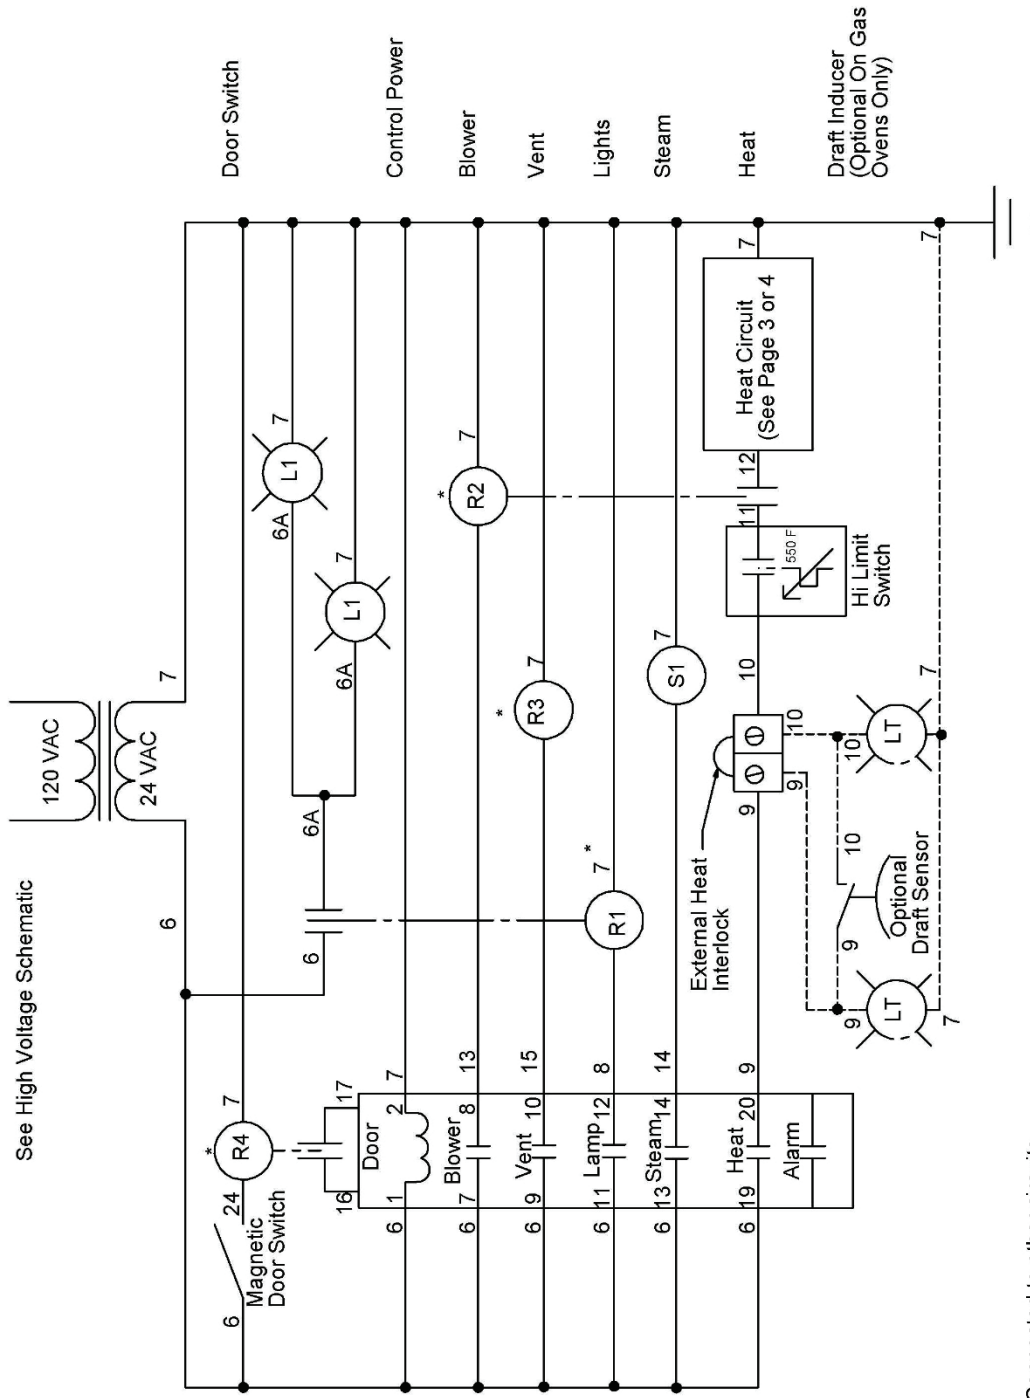 See High Voltage Schematic
120 VAC
24 VAC
6
7
Door Switch
6
Magnetic
Door Switch
24
R4
*
7
6
6A
6A
L1
7
6A
L1
7
16
17
Door
Control Power
6
1
2
7
Blower
6
7
Blower
8
13
R2
*
7
Vent
6
9
Vent
10
15
R3
*
7
Lights
6
11
Lamp
12
8
R1
7
*
Steam
6
13
Steam
14
14
S1
7
Heat
6
19
Heat
20
9
External Heat
Interlock
9
10
9
10
550 F
Hi Limit
Switch
11
12
Heat Circuit
(See Page 3 or 4
7
Alarm
Draft Inducer
(Optional On Gas
Ovens Only)
9
LT
7
9
10
Optional
Draft Sensor
10
LT
7
7